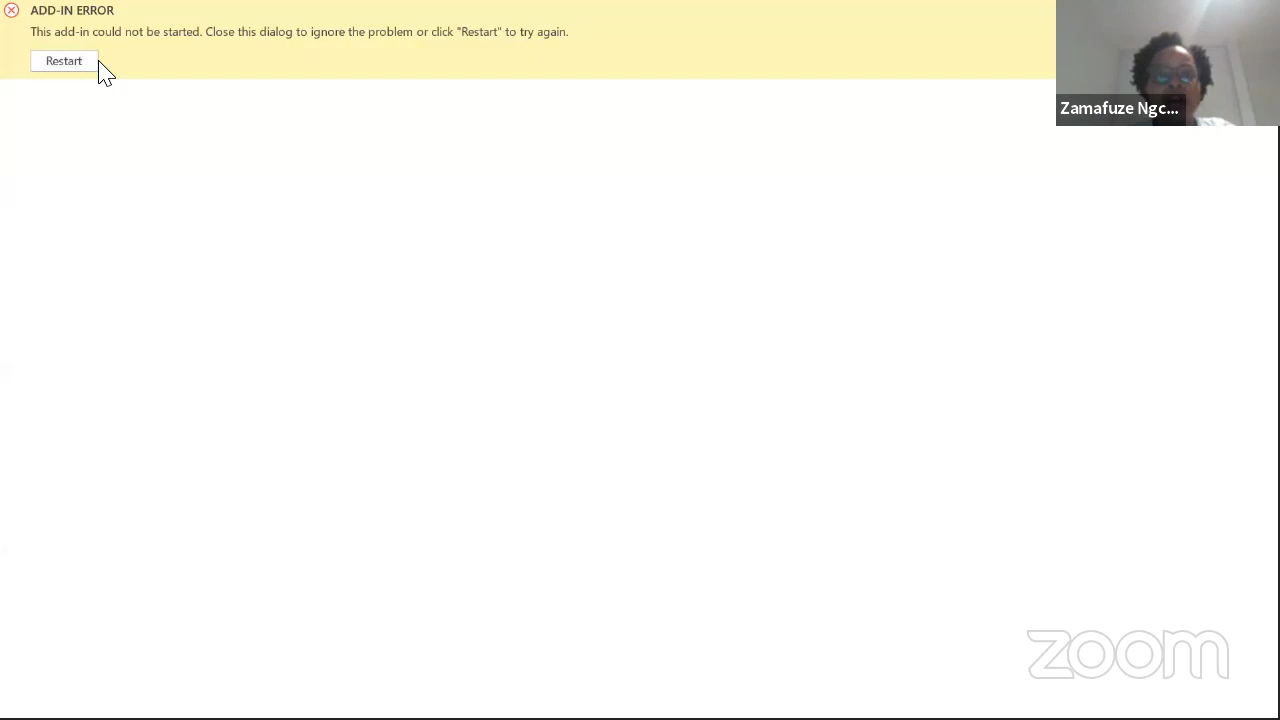 ADD-IN ERROR
This add-in could not be started. Close this dialog to ignore the problem or click "Restart" to try again.
Restart
Zamafuze Ngc...
zoom